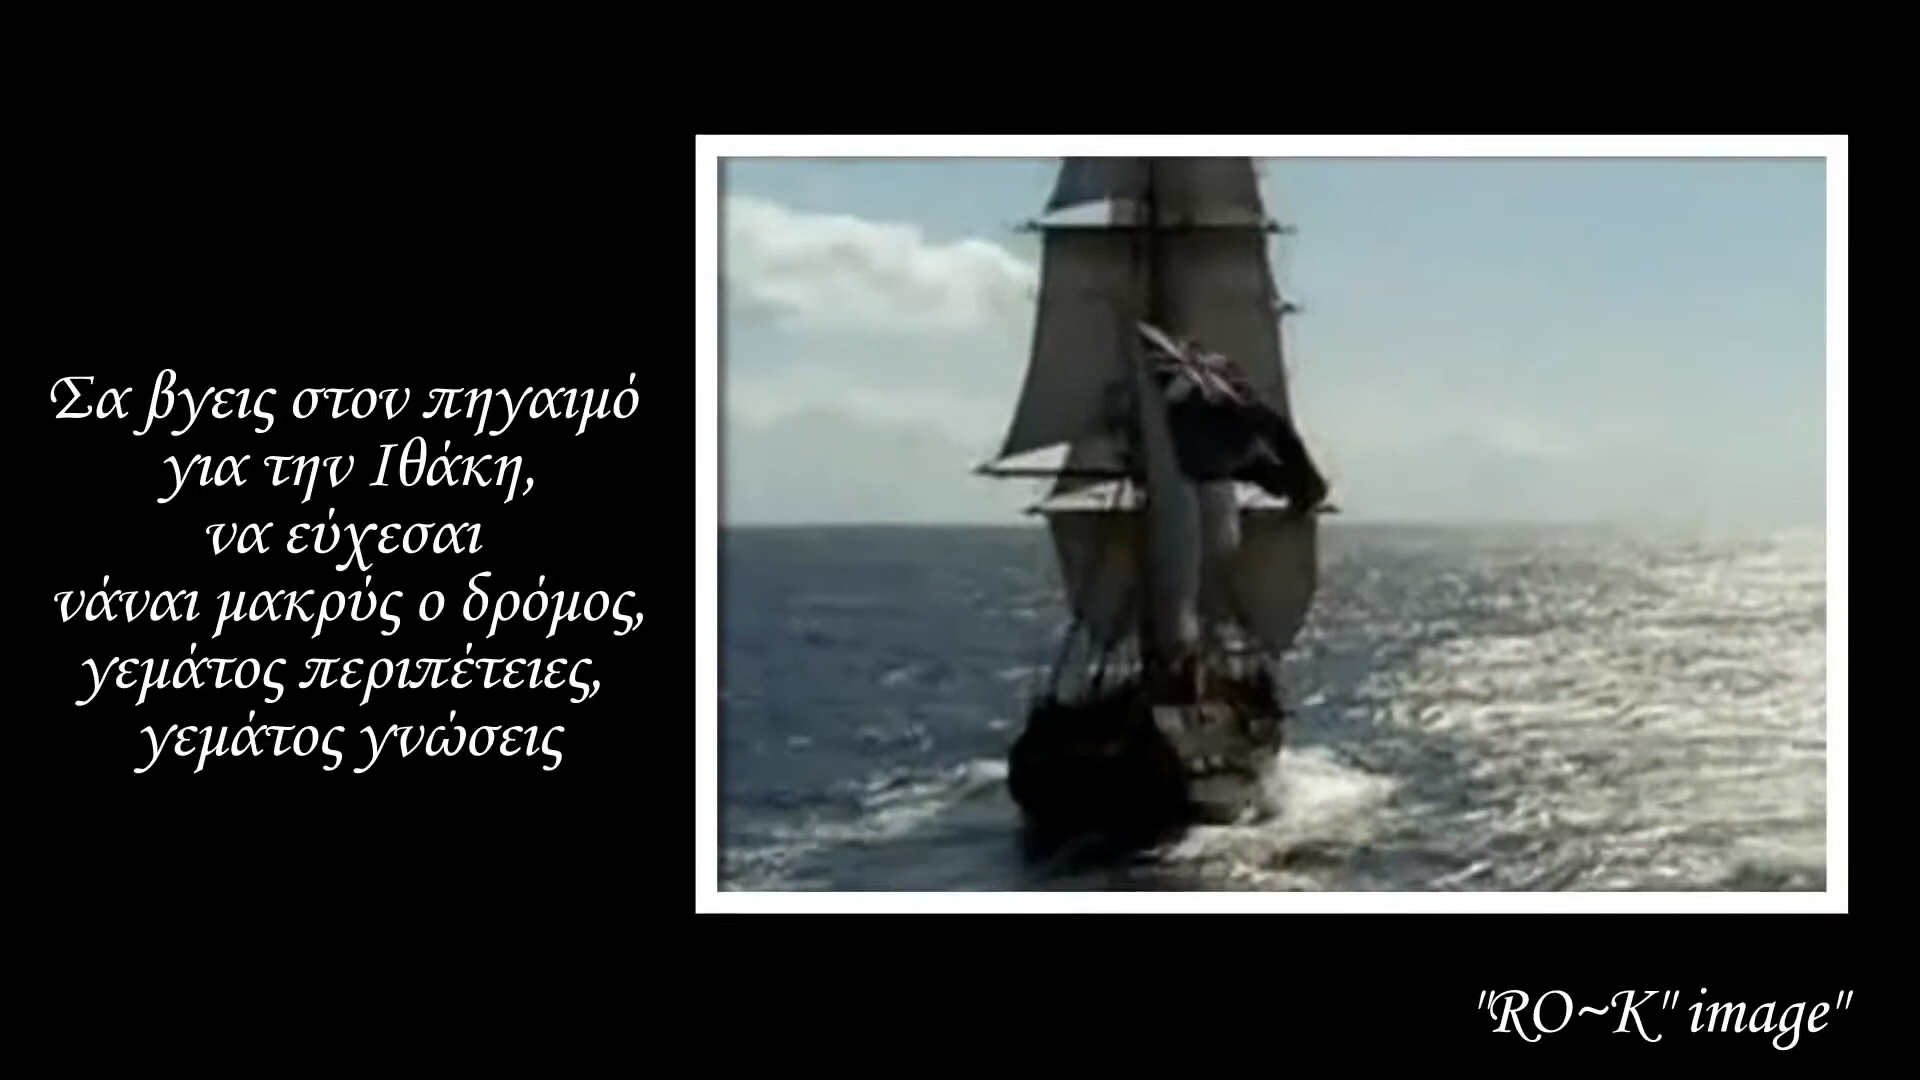 Σα βγεις στον πηγαιμό
για την Ιθάκη,
να εύχεσαι
νάναι μακρύς ο δρόμος,
γεμάτος περιπέτειες,
γεμάτος γνώσεις
"RO~K" image"